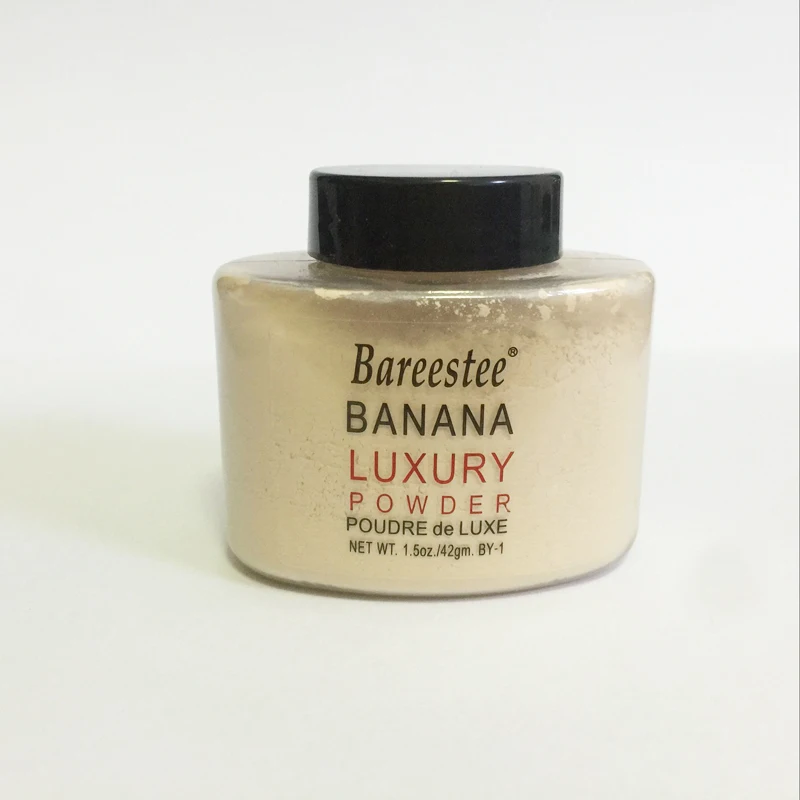 Bareestee®
BANANA
LUXURY
POWDER
POUDRE de LUXE
NET WT. 1.5oz./42gm. BY-1